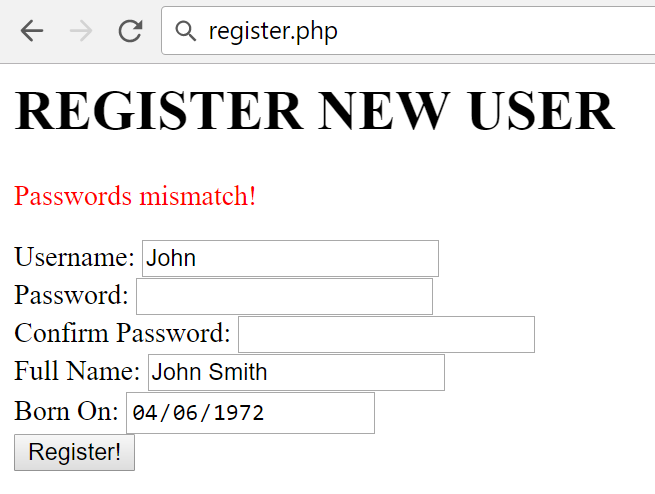 register.php
REGISTER NEW USER
Passwords mismatch!
Username: John
Password:
Confirm Password:
Full Name: John Smith
Born On: 04/06/1972
Register!